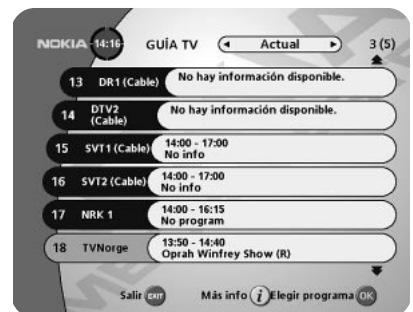 NOKIA 14:16 GUÍA TV Actual 3 (5)
13 DR1 (Cable) No hay información disponible.
14 DTV2 (Cable) No hay información disponible.
15 SVT1 (Cable) 14:00 - 17:00
No info
16 SVT2 (Cable) 14:00 - 17:00
No info
17 NRK 1 14:00 - 16:15
No program
18 TVNorge 13:50 - 14:40
Oprah Winfrey Show (R)
Salir EXIT Más info i Elegir programa OK